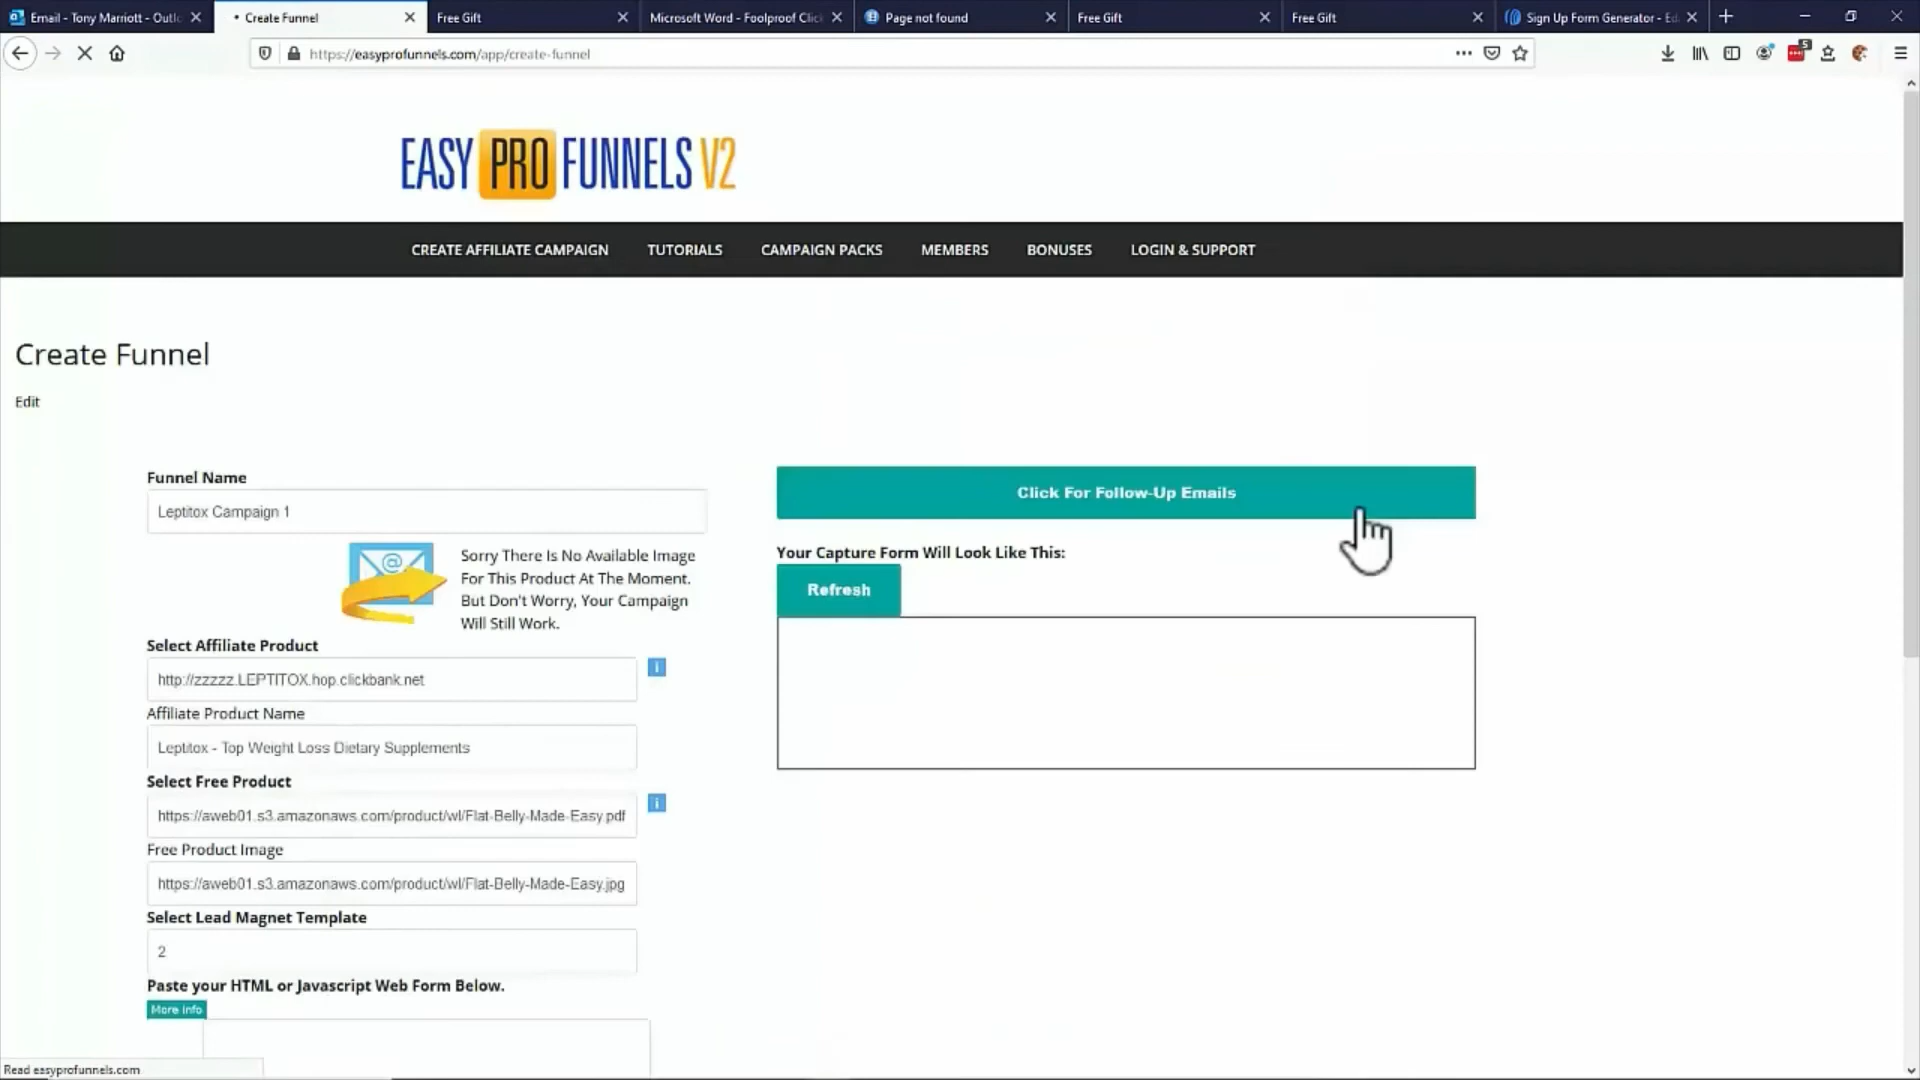 Email - Tony Marriott - Outlo
Create Funnel
Free Gift
Microsoft Word - Foolproof Clic
Page not found
Free Gift
Free Gift
Sign Up Form Generator - Ed
https://easyprofunnels.com/app/create-funnel
5
EASY PRO FUNNELS V2
CREATE AFFILIATE CAMPAIGN TUTORIALS CAMPAIGN PACKS MEMBERS BONUSES LOGIN & SUPPORT
Create Funnel
Edit
Funnel Name
Leptitox Campaign 1
Sorry There Is No Available Image
For This Product At The Moment.
But Don't Worry, Your Campaign
Will Still Work.
Select Affiliate Product
http://zzzzz.LEPTITOX.hop.clickbank.net
i
Affiliate Product Name
Leptitox - Top Weight Loss Dietary Supplements
Select Free Product
https://aweb01.s3.amazonaws.com/product/wl/Flat-Belly-Made-Easy.pdf
i
Free Product Image
https://aweb01.s3.amazonaws.com/product/wl/Flat-Belly-Made-Easy.jpg
Select Lead Magnet Template
2
Paste your HTML or Javascript Web Form Below.
More Info
Click For Follow-Up Emails
Your Capture Form Will Look Like This:
Refresh
Read easyprofunnels.com